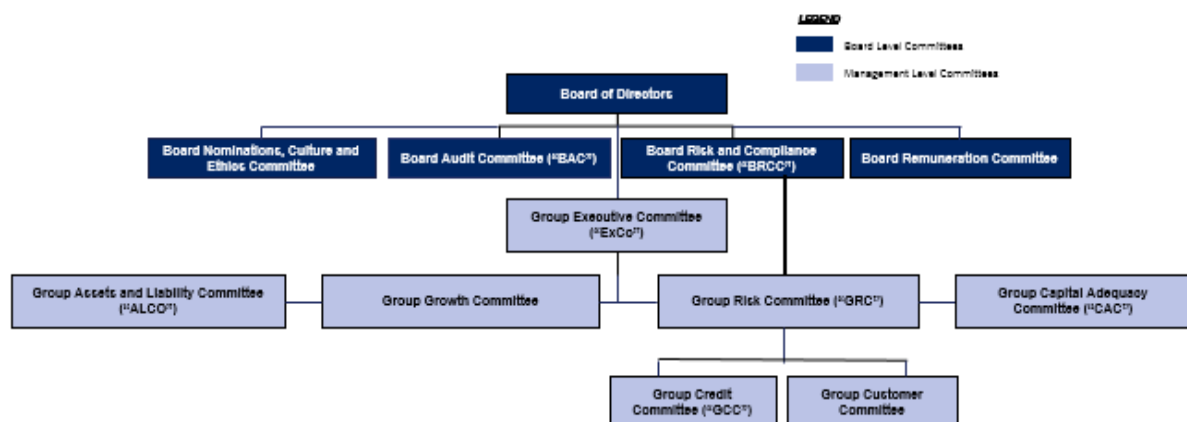 LEGEND
Board Level Committees
Management Level Committees
Board of Directors
Board Nominations, Culture and
Ethics Committee
Board Audit Committee ("BAC")
Board Risk and Compliance
Committee ("BRCC")
Board Remuneration Committee
Group Executive Committee
("ExCo")
Group Assets and Liability Committee
("ALCO")
Group Growth Committee
Group Risk Committee ("GRC")
Group Capital Adequacy
Committee ("CAC")
Group Credit
Committee ("GCC")
Group Customer
Committee